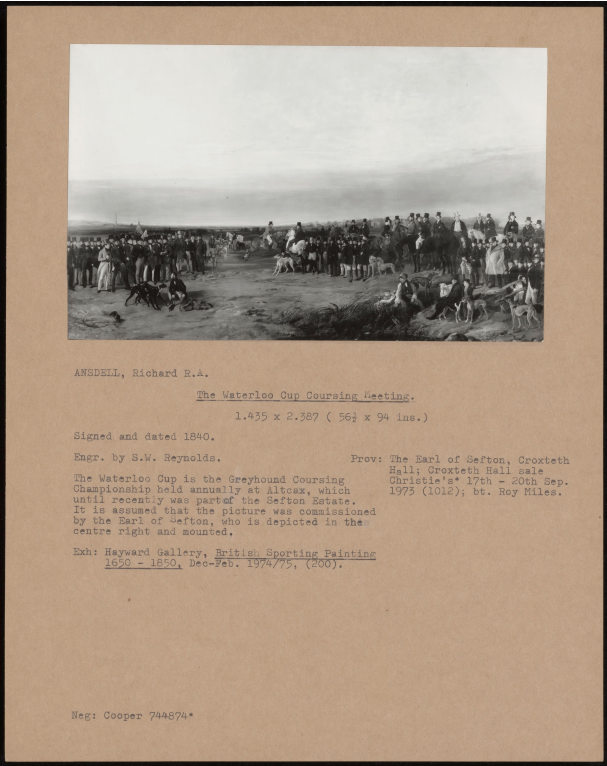 ANSDELL, Richard R.A.
The Waterloo Cup Coursing Meeting.
1.435 x 2.387 ( 56½ x 94 ins.)
Signed and dated 1840.
Engr. by S.W. Reynolds.
The Waterloo Cup is the Greyhound Coursing
Championship held annually at Altcax, which
until recently was part of the Sefton Estate.
It is assumed that the picture was commissioned
by the Earl of Sefton, who is depicted in the
centre right and mounted.
Exh: Hayward Gallery, British Sporting Painting
1650 - 1850, Dec-Feb. 1974/75, (200).
Prov: The Earl of Sefton, Croxteth
Hall; Croxteth Hall sale
Christie's* 17th - 20th Sep.
1973 (1012); bt. Roy Miles.
Neg: Cooper 744874*